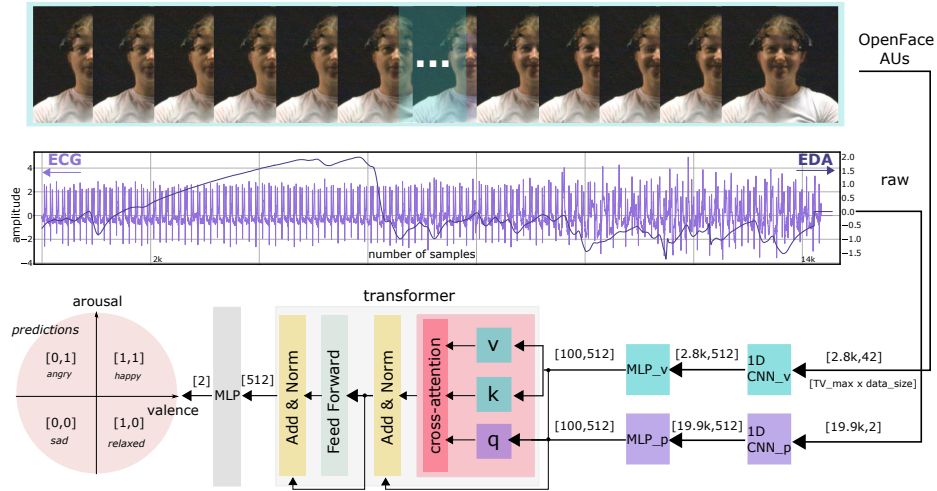 OpenFace
AUs
...
ECG
EDA
raw
amplitude
4
2
0
−2
−4
2.0
1.5
1.0
0.5
0.0
-0.5
-1.0
-1.5
2k
number of samples
14k
transformer
arousal
predictions
[0,1]
angry
[1,1]
happy
valence
[0,0]
sad
[1,0]
relaxed
[2]
MLP
[512]
Add & Norm
Feed Forward
Add & Norm
cross-attention
v
k
q
[100,512]
MLP_v
[2.8k,512]
1D
CNN_v
[2.8k,42]
[TV_max x data_size]
[100,512]
MLP_p
[19.9k,512]
1D
CNN_p
[19.9k,2]